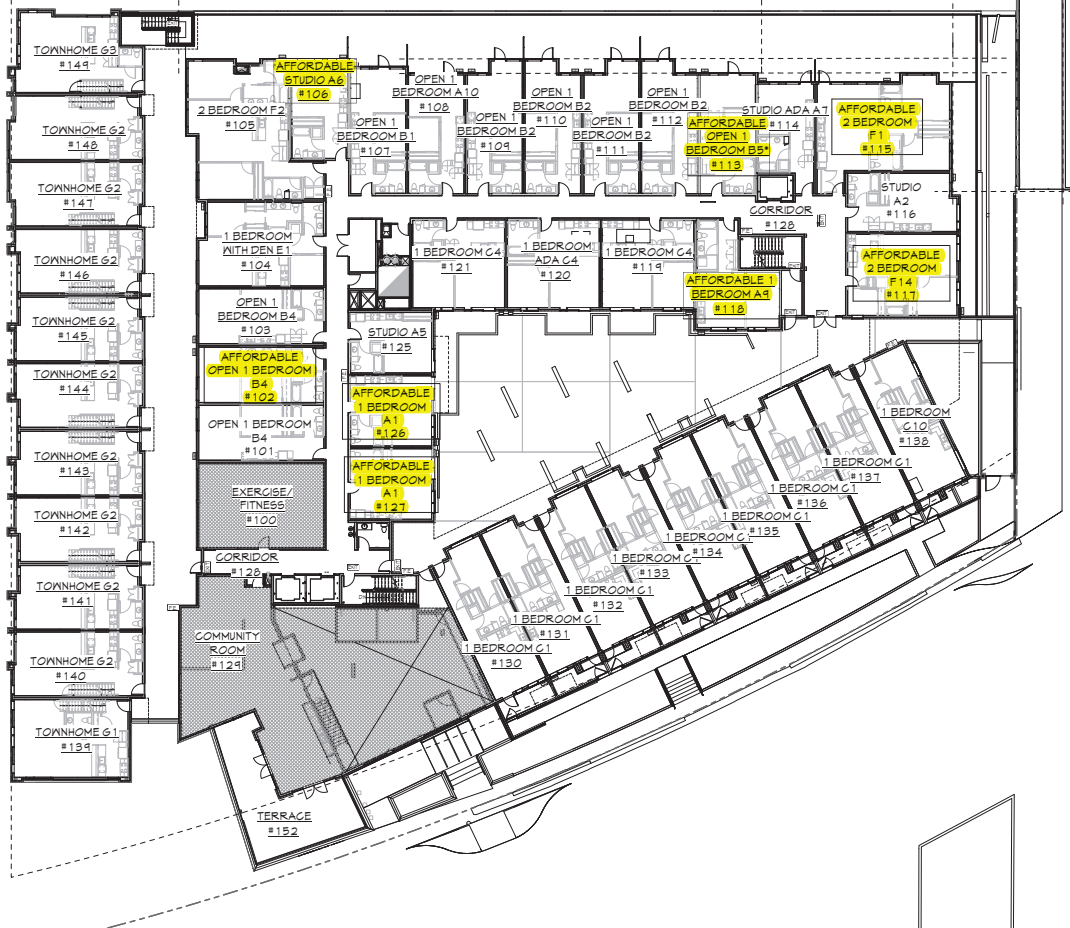 TOWNHOME G3
#149
TOWNHOME G2
#148
TOWNHOME G2
#147
TOWNHOME G2
#146
TOWNHOME G2
#145
TOWNHOME G2
#144
TOWNHOME G2
#143
TOWNHOME G2
#142
TOWNHOME G2
#141
TOWNHOME G2
#140
TOWNHOME G1
#139
2 BEDROOM F2
#105
AFFORDABLE
STUDIO A6
#106
OPEN 1
BEDROOM B1
#107
OPEN 1
BEDROOM A10
#108
OPEN 1
BEDROOM B2
#109
OPEN 1
BEDROOM B2
#110
OPEN 1
BEDROOM B2
#111
OPEN 1
BEDROOM B2
#112
AFFORDABLE
OPEN 1
BEDROOM B5*
#113
STUDIO ADA A7
#114
AFFORDABLE
2 BEDROOM
F1
#115
STUDIO
A2
#116
AFFORDABLE
2 BEDROOM
F14
#117
CORRIDOR
#128
AFFORDABLE 1
BEDROOM A9
#118
1 BEDROOM C4
#119
1 BEDROOM
ADA C4
#120
1 BEDROOM C4
#121
1 BEDROOM
WITH DEN E1
#104
OPEN 1
BEDROOM B4
#103
AFFORDABLE
OPEN 1 BEDROOM
B4
#102
OPEN 1 BEDROOM
B4
#101
EXERCISE/
FITNESS
#100
STUDIO A5
#125
AFFORDABLE
1 BEDROOM
A1
#126
AFFORDABLE
1 BEDROOM
A1
#127
CORRIDOR
#128
COMMUNITY
ROOM
#129
TERRACE
#152
1 BEDROOM C1
#130
1 BEDROOM C1
#131
1 BEDROOM C1
#132
1 BEDROOM C1
#133
1 BEDROOM C1
#134
1 BEDROOM C1
#135
1 BEDROOM C1
#136
1 BEDROOM C1
#137
1 BEDROOM
C10
#138